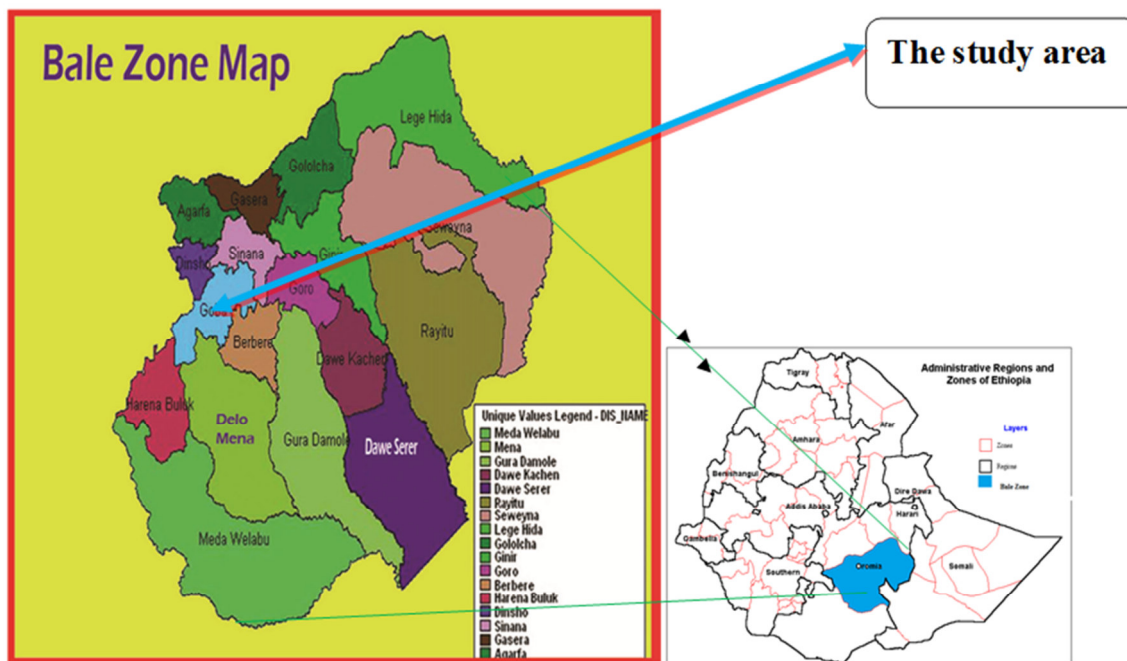 Bale Zone Map
The study area
Lege Hida
Gololcha
Gasera
Agarfa
Seweyna
Sinana
Ginir
Dinsho
Goro
Rayitu
Berbere
Dawe Kachen
Harena Buluk
Delo
Mena
Gura Damole
Dawe Serer
Meda Welabu
Unique Values Legend - DIS_NAME
Meda Welabu
Mena
Gura Damole
Dawe Kachen
Dawe Serer
Rayitu
Seweyna
Lege Hida
Gololcha
Ginir
Goro
Berbere
Harena Buluk
Dinsho
Sinana
Gasera
Agarfa
Administrative Regions and
Zones of Ethiopia
Layers
Zones
Regions
Bale Zone
Tigray
Afar
Amhara
Benishangul
Dire Dawa
Addis Ababa
Harari
Gambella
Oromia
Somali
Southern